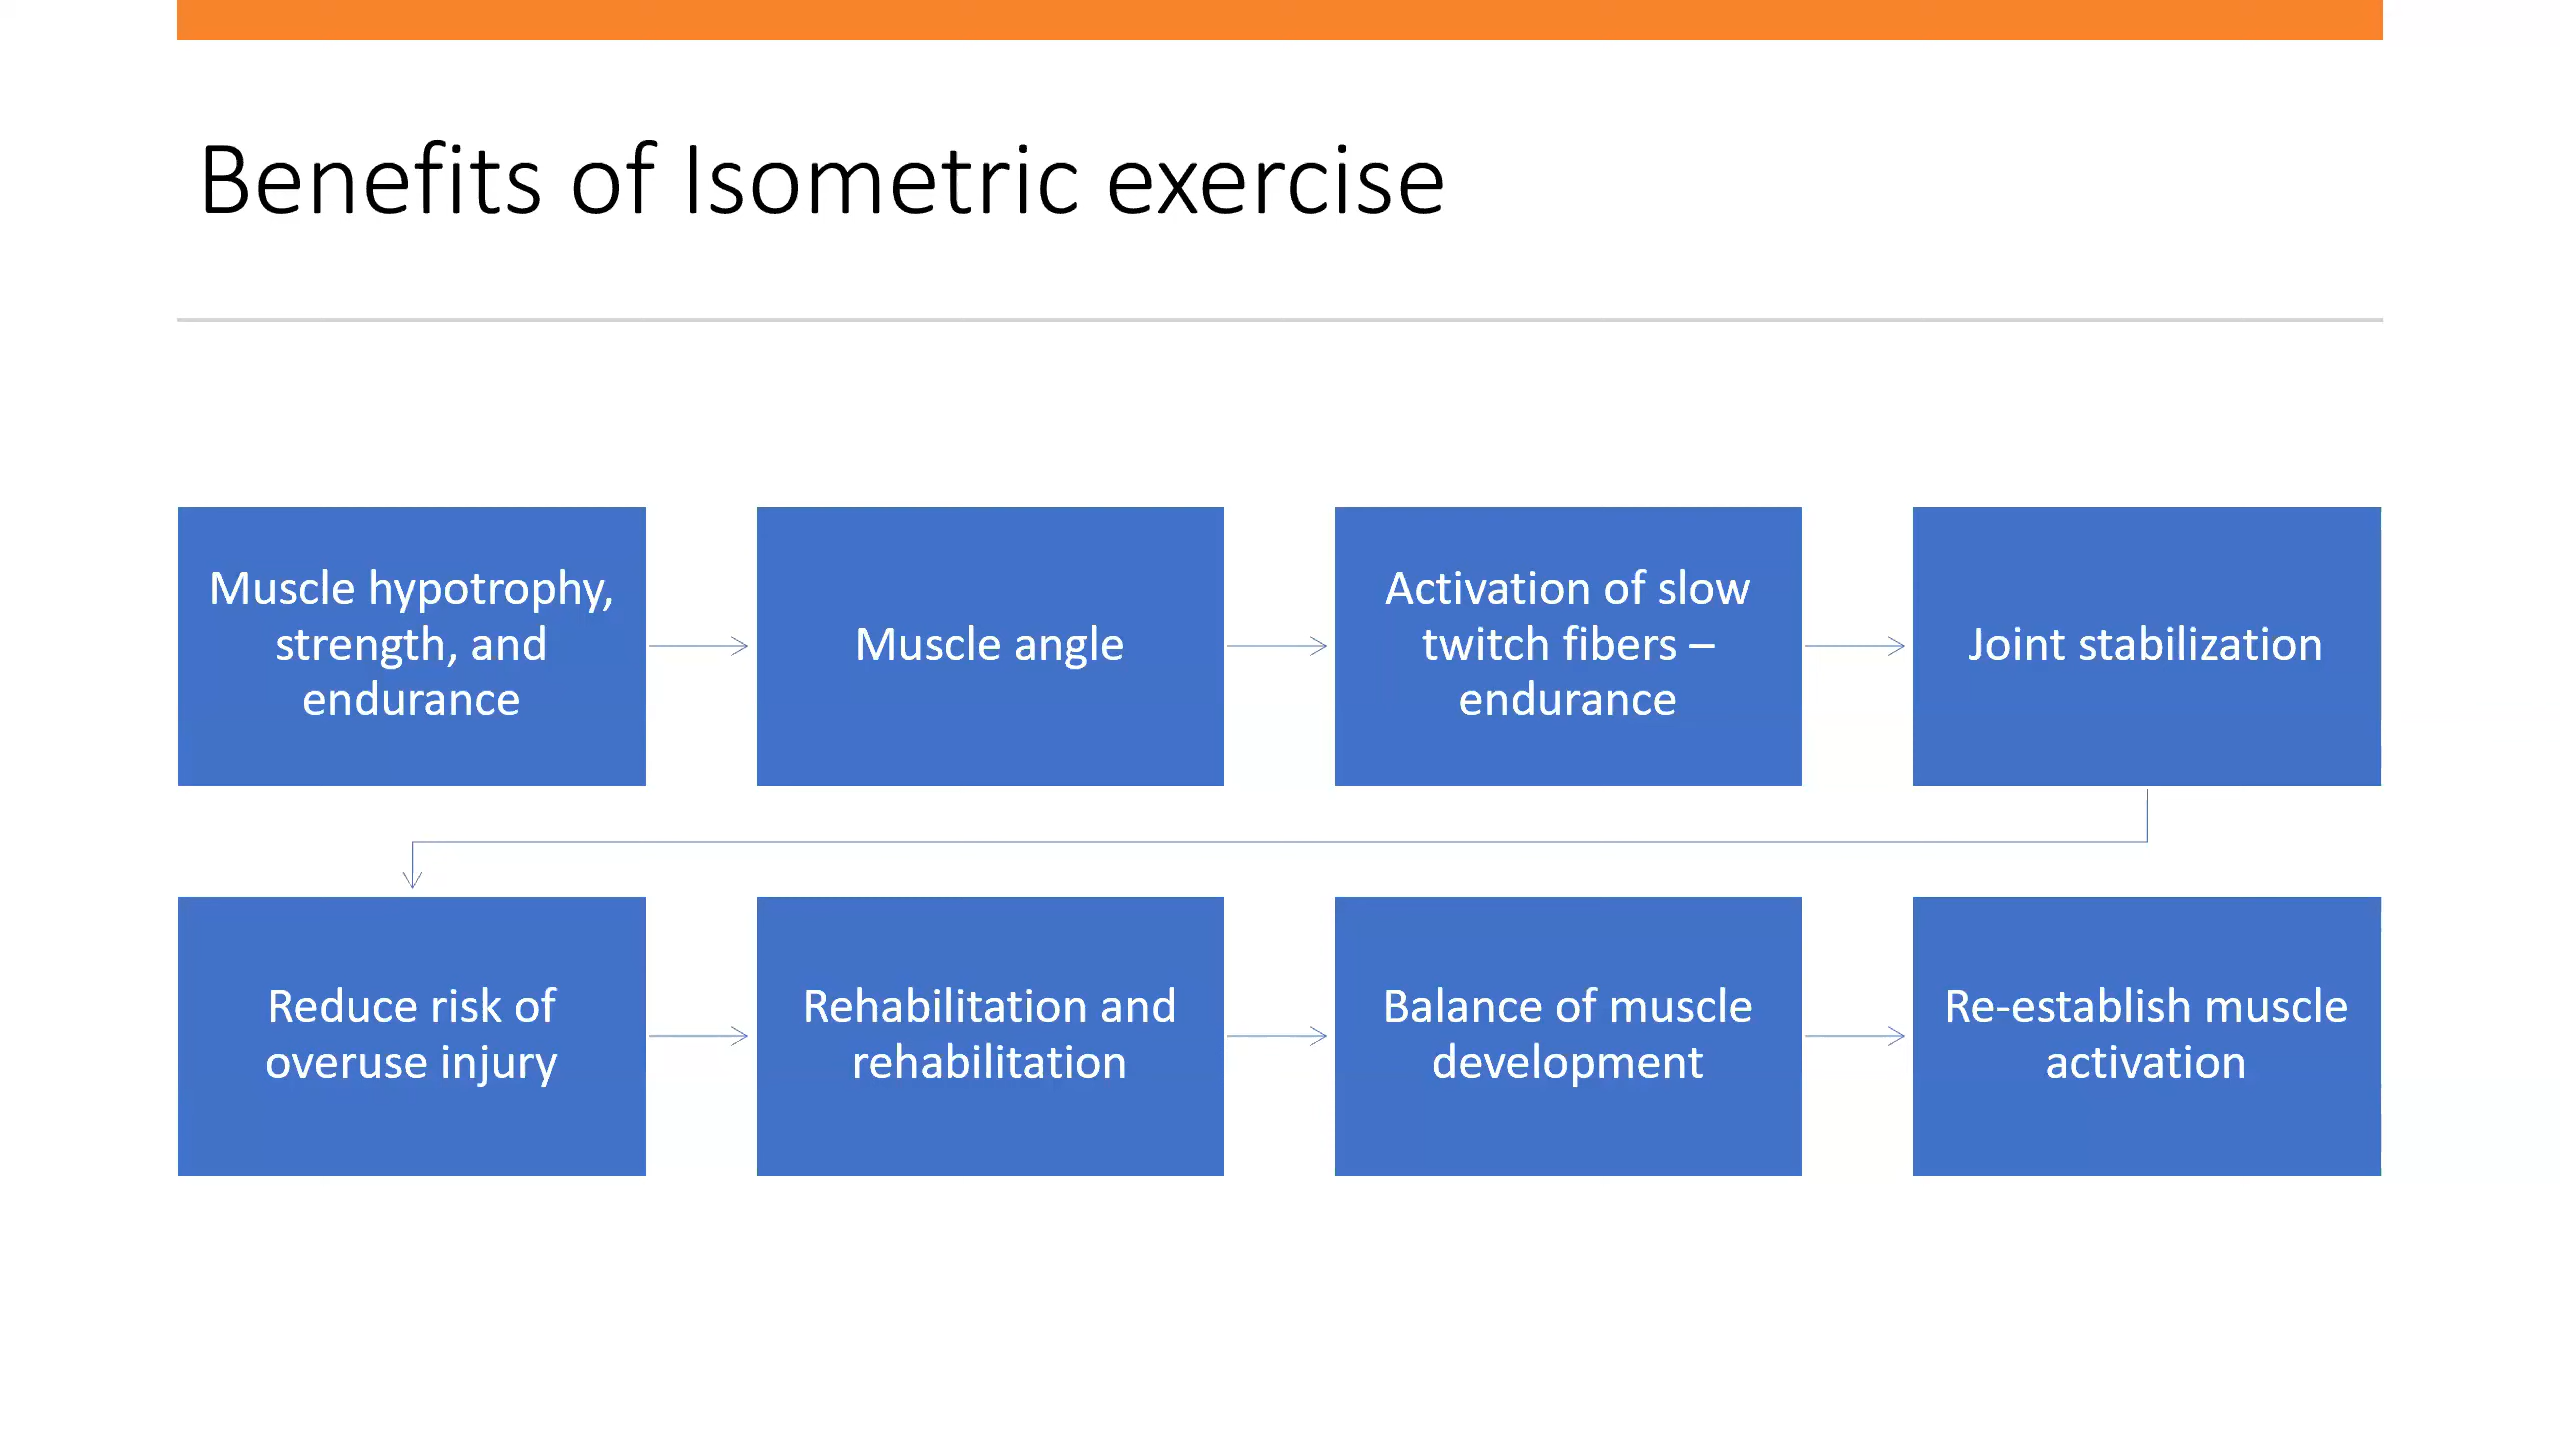 Benefits of Isometric exercise
Muscle hypotrophy,
strength, and
endurance
Muscle angle
Activation of slow
twitch fibers –
endurance
Joint stabilization
Reduce risk of
overuse injury
Rehabilitation and
rehabilitation
Balance of muscle
development
Re-establish muscle
activation